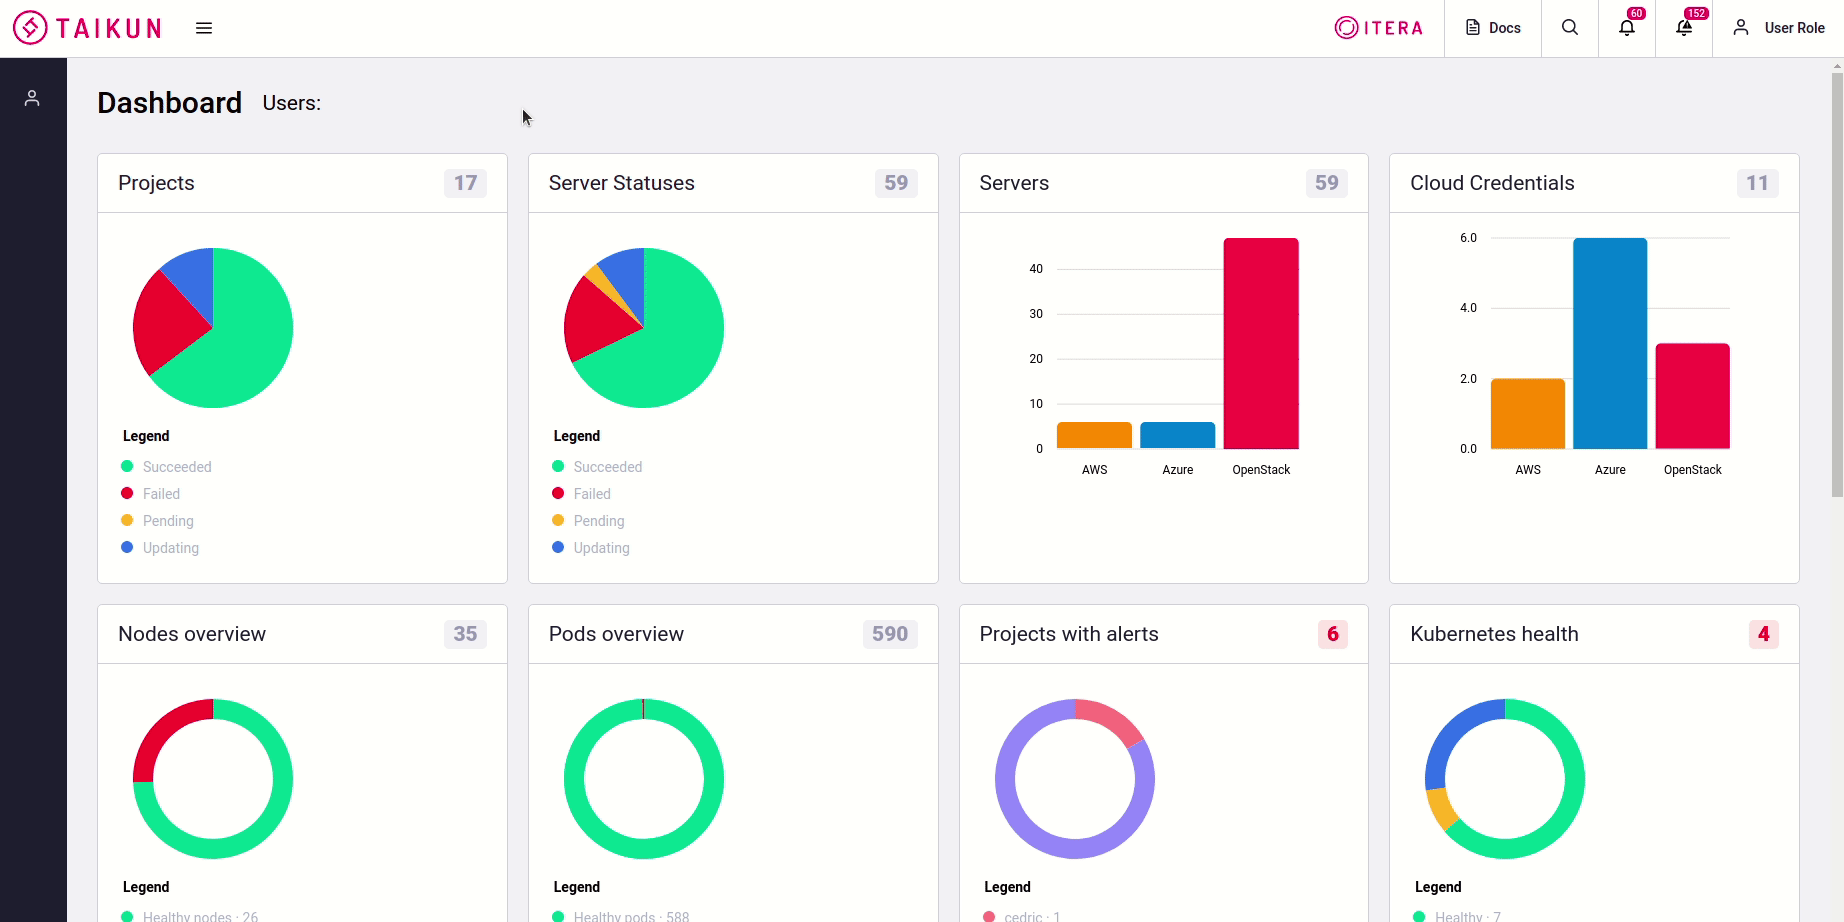 TAIKUN
ITERA
Docs
60
152
User Role
Dashboard
Users:
Projects
17
Legend
Succeeded
Failed
Pending
Updating
Server Statuses
59
Legend
Succeeded
Failed
Pending
Updating
Servers
59
40
30
20
10
0
AWS
Azure
OpenStack
Cloud Credentials
11
6.0
4.0
2.0
0.0
AWS
Azure
OpenStack
Nodes overview
35
Legend
Healthy nodes · 26
Pods overview
590
Legend
Healthy pods · 588
Projects with alerts
6
Legend
cedric · 1
Kubernetes health
4
Legend
Healthy · 7